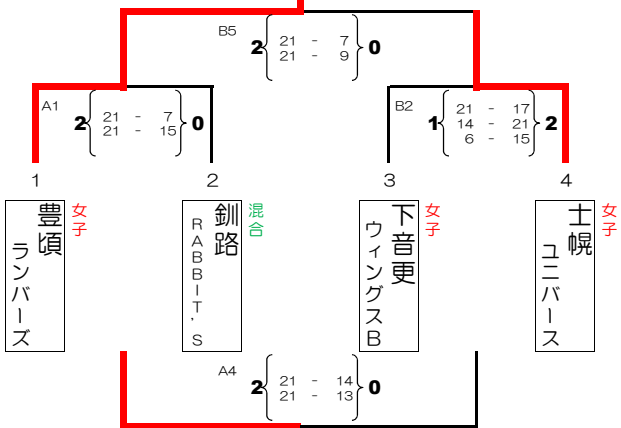 B5
2 21 - 7 0
21 - 9
A1
2 21 - 7 0
21 - 15
B2
1 21 - 17 2
14 - 21
6 - 15
1
2
3
4
豊頃
ランバーズ
女子
釧路
RABBIT'S
混合
下音更
ウィングスB
女子
士幌
ユニバース
女子
A4
2 21 - 14 0
21 - 13